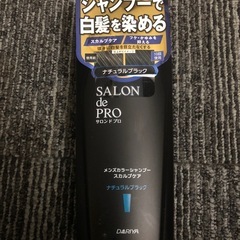 シャンプーで
白髪を染める
スカルプケア
ナチュラルブラック
SALON
de
PRO
サロンドプロ
メンズカラーシャンプー
スカルプケア
ナチュラルブラック
DARIYA